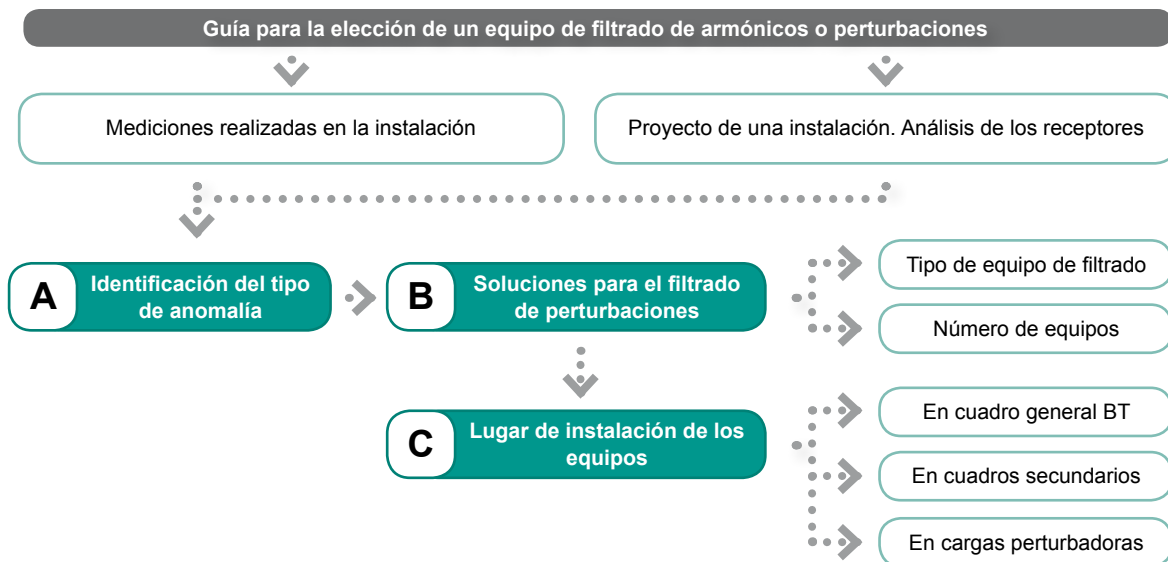 Guía para la elección de un equipo de filtrado de armónicos o perturbaciones
Mediciones realizadas en la instalación
Proyecto de una instalación. Análisis de los receptores
A
Identificación del tipo
de anomalía
B
Soluciones para el filtrado
de perturbaciones
Tipo de equipo de filtrado
Número de equipos
C
Lugar de instalación de los
equipos
En cuadro general BT
En cuadros secundarios
En cargas perturbadoras